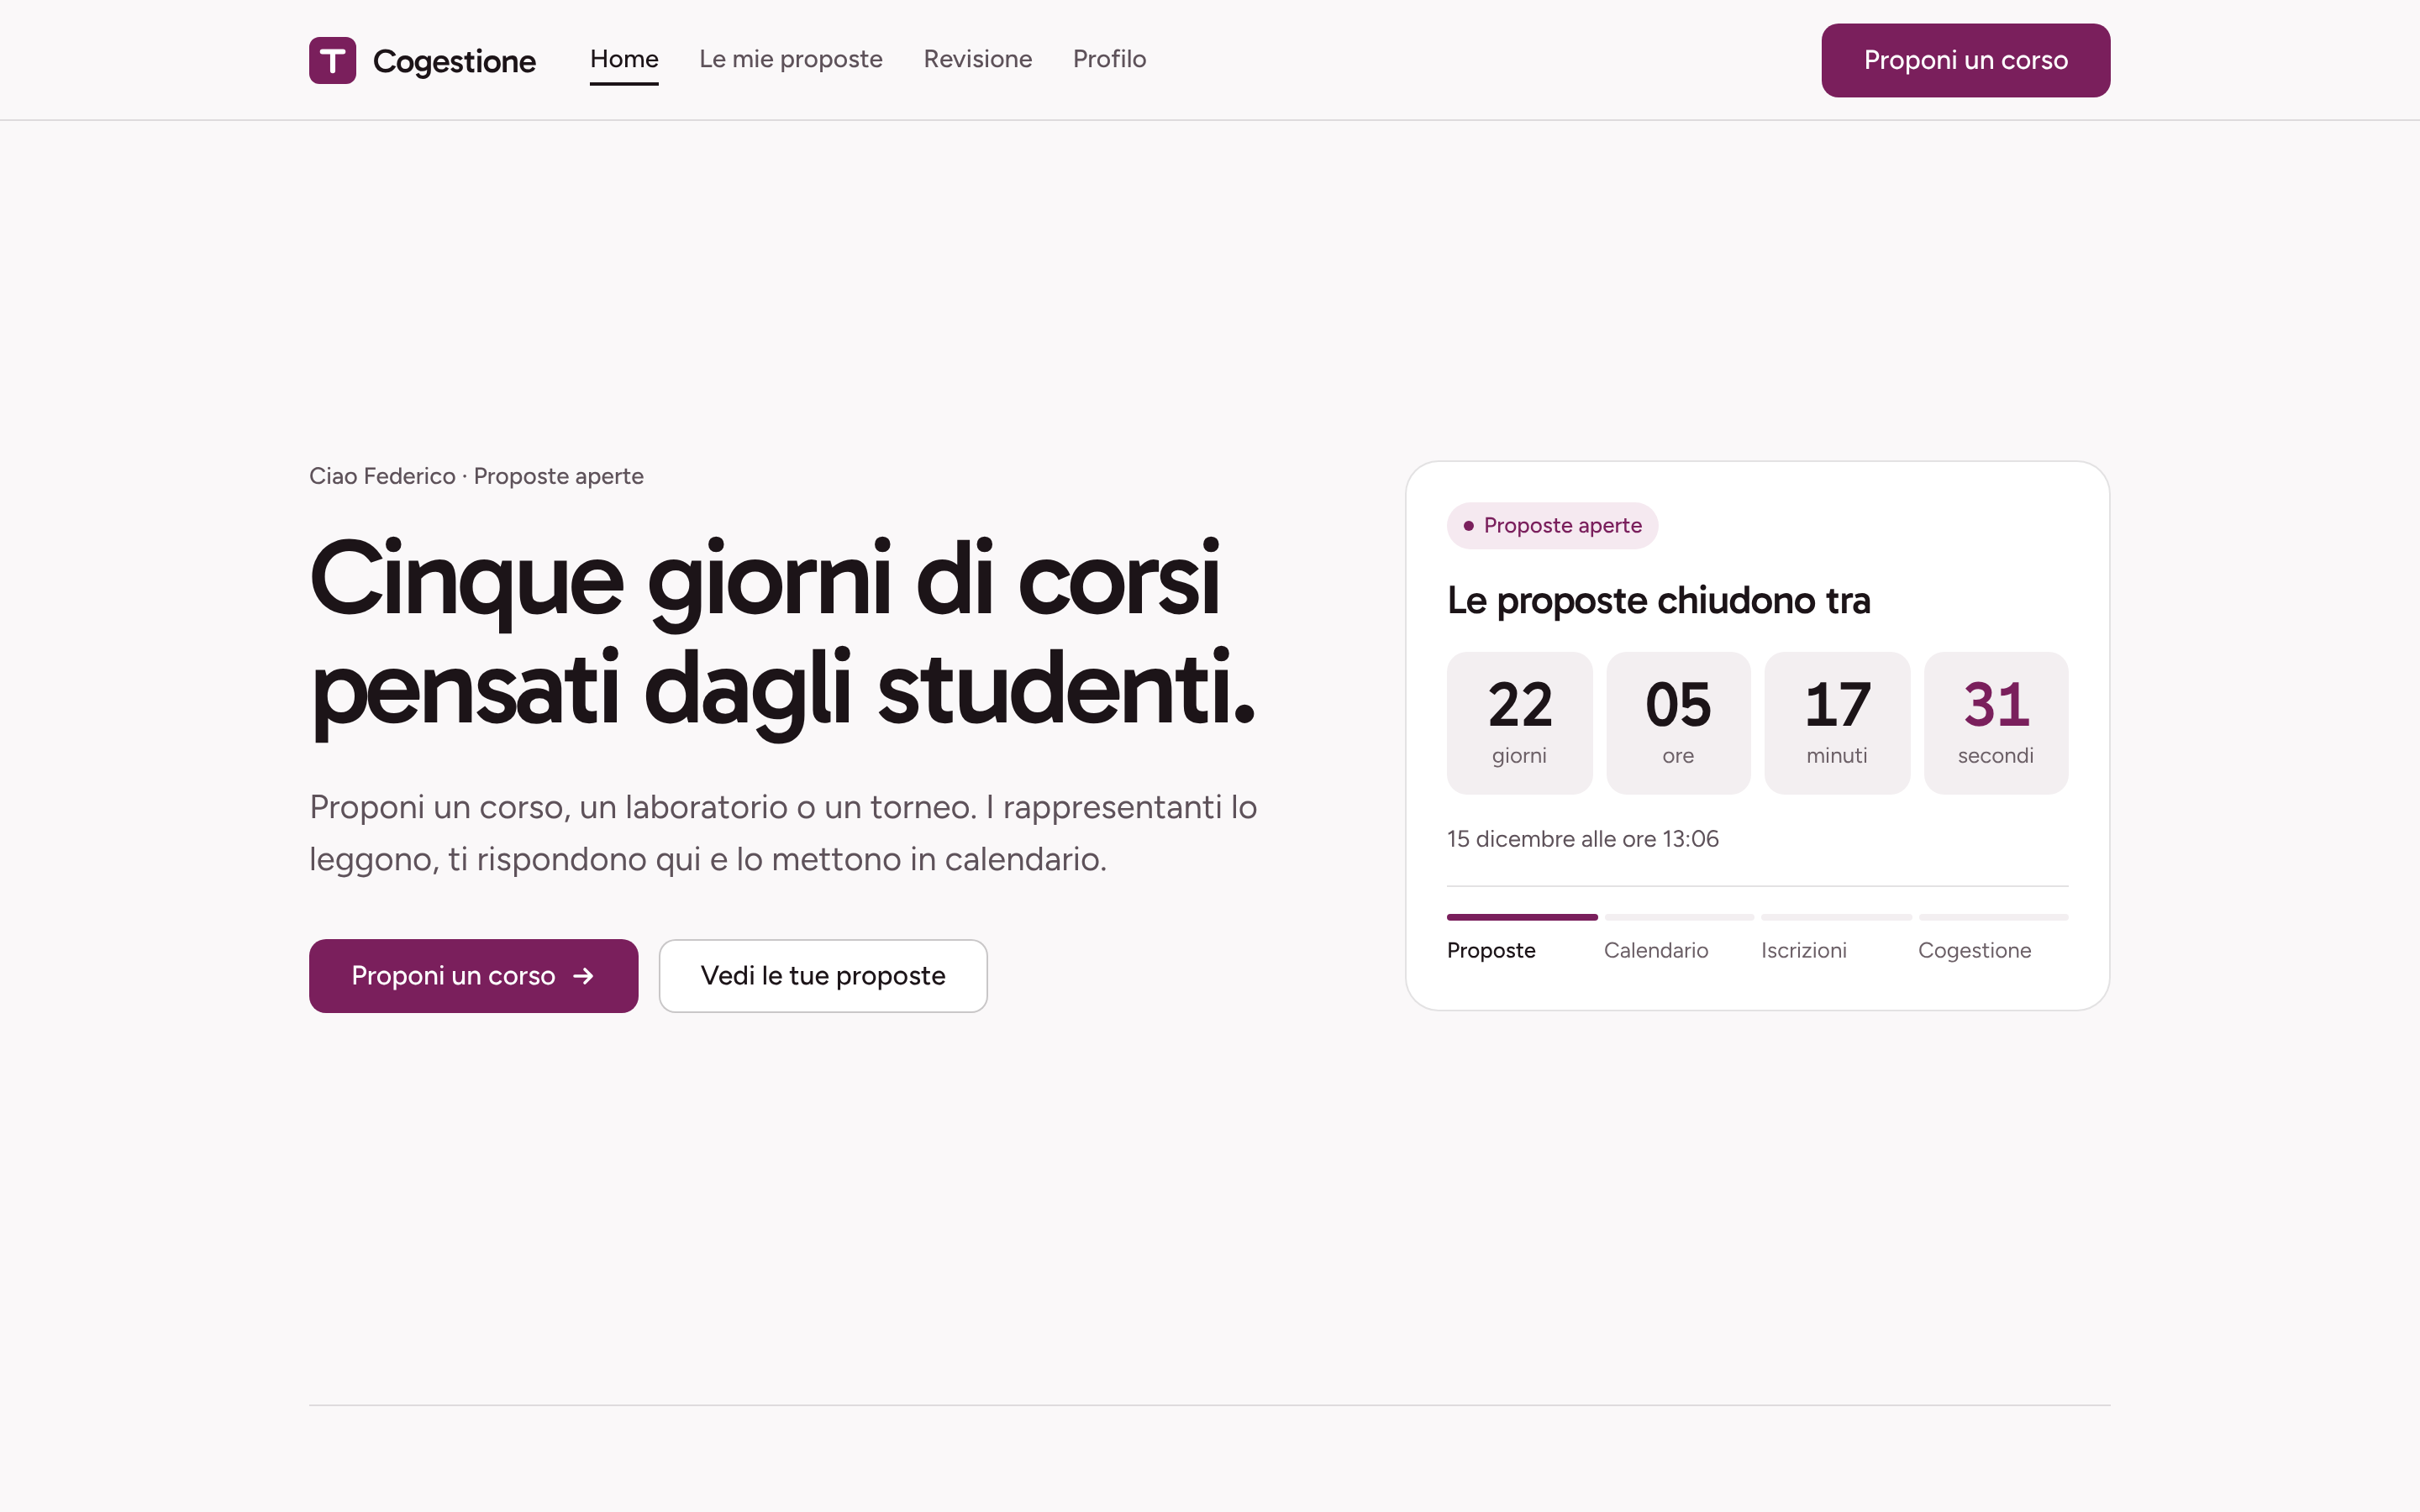 T Cogestione Home Le mie proposte Revisione Profilo Proponi un corso
Ciao Federico · Proposte aperte
Cinque giorni di corsi
pensati dagli studenti.
Proponi un corso, un laboratorio o un torneo. I rappresentanti lo
leggono, ti rispondono qui e lo mettono in calendario.
Proponi un corso → Vedi le tue proposte
Proposte aperte
Le proposte chiudono tra
22 05 17 31
giorni ore minuti secondi
15 dicembre alle ore 13:06
Proposte Calendario Iscrizioni Cogestione